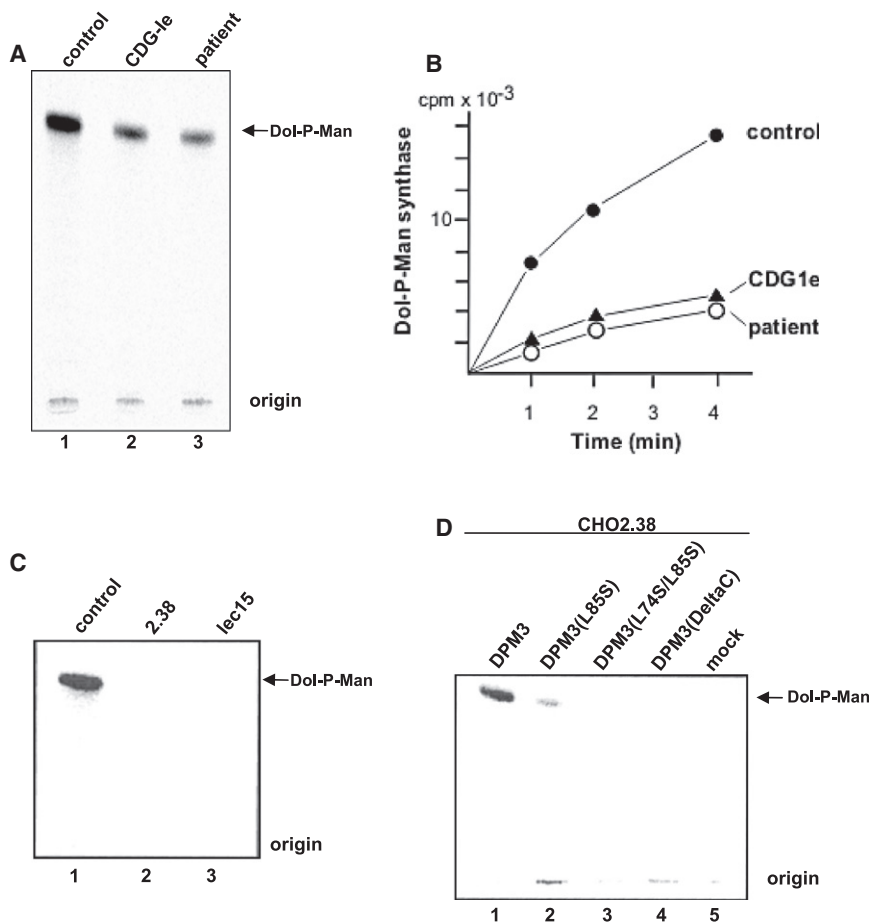 A
control
CDG-Ie
patient
Dol-P-Man
origin
1 2 3
B
cpm x 10-3
Dol-P-Man synthase
10
control
CDG1e
patient
1 2 3 4
Time (min)
C
control
2.38
lec15
Dol-P-Man
origin
1 2 3
D
CHO2.38
DPM3
DPM3(L85S)
DPM3(L74S/L85S)
DPM3(DeltaC)
mock
Dol-P-Man
origin
1 2 3 4 5